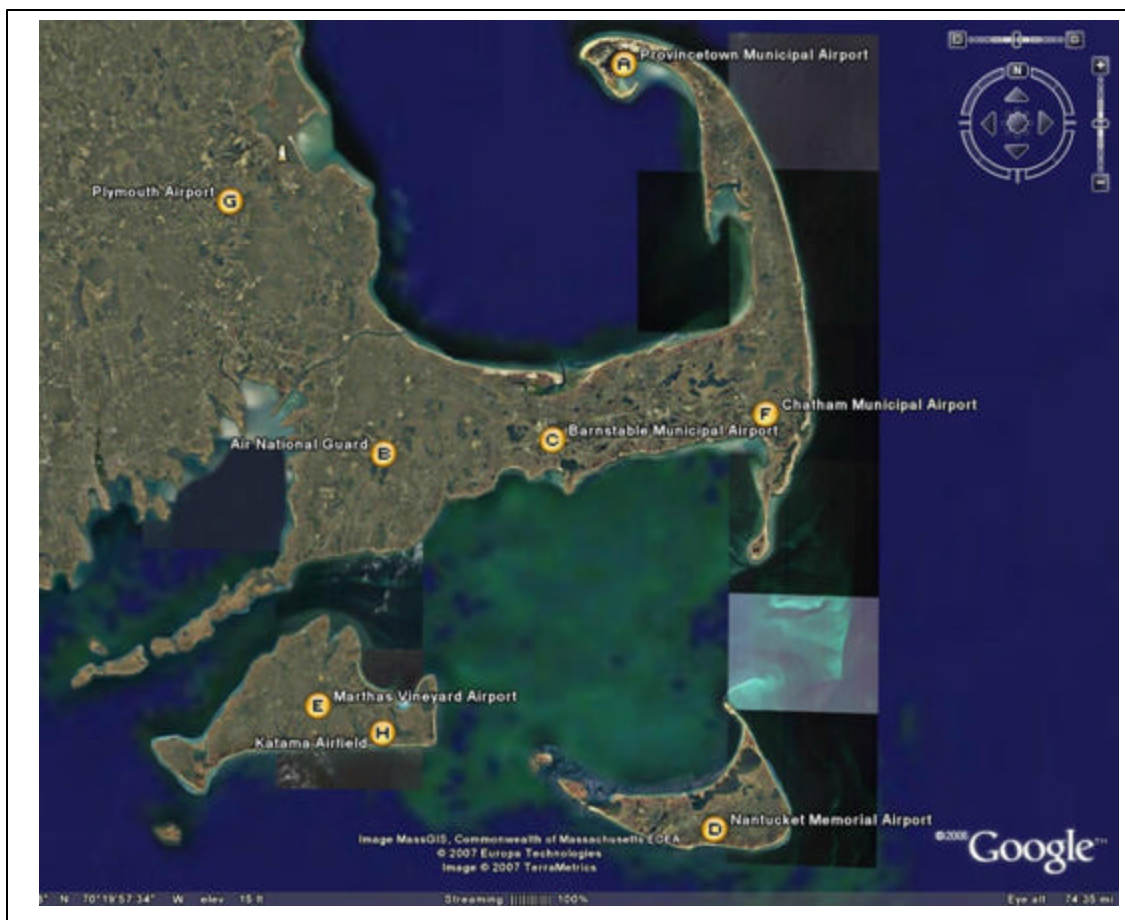 N
A
Provincetown Municipal Airport
Plymouth Airport
G
F
Chatham Municipal Airport
C
Barnstable Municipal Airport
Air National Guard
B
E
Marthas Vineyard Airport
Katama Airfield
H
D
Nantucket Memorial Airport
Image MassGIS, Commonwealth of Massachusetts EOEA
© 2007 Europa Technologies
Image © 2007 TerraMetrics
Google™
N 70°19'57.34" W elev 15 ft
Streaming 100%
Eye alt 74.35 mi